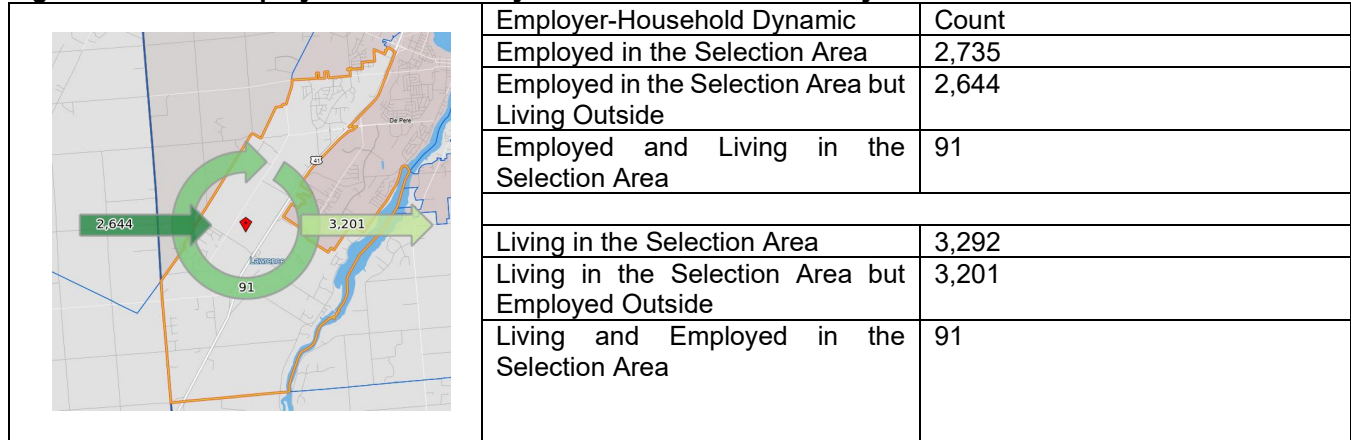 Employer-Household Dynamic Count
Employed in the Selection Area 2,735
Employed in the Selection Area but 2,644
Living Outside
Employed and Living in the 91
Selection Area
Living in the Selection Area 3,292
Living in the Selection Area but 3,201
Employed Outside
Living and Employed in the 91
Selection Area
De Pere
41
2,644
3,201
Lawrence
91